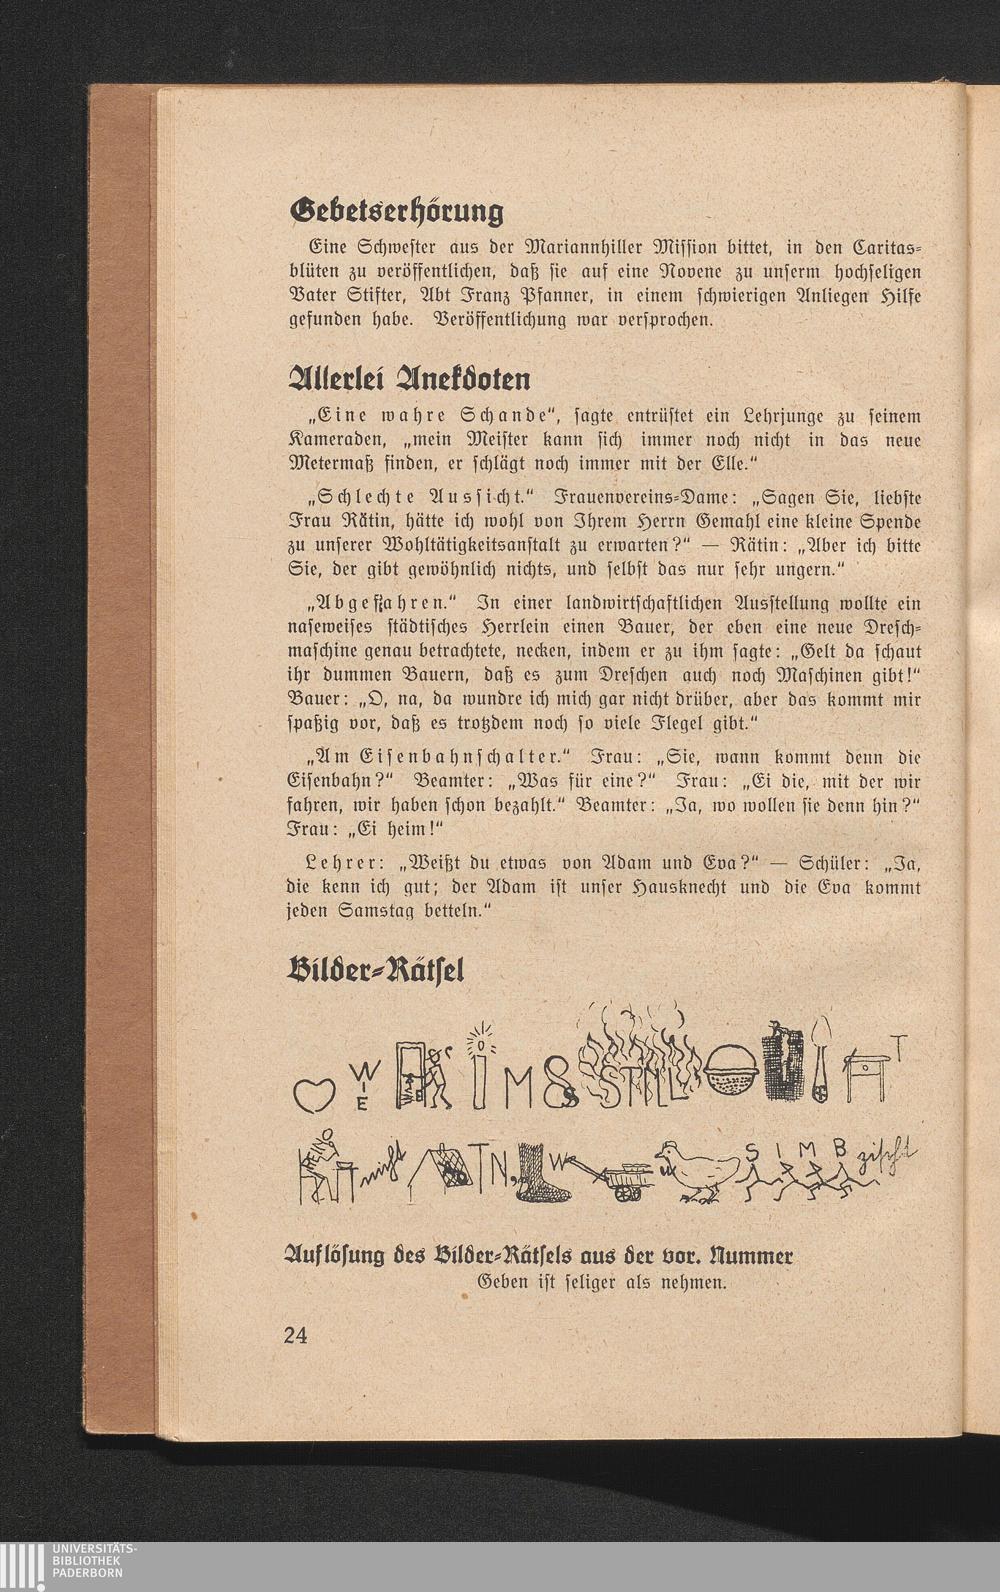 Gebetserhörung
Eine Schwester aus der Mariannhiller Mission bittet, in den Caritas-
blüten zu veröffentlichen, daß sie auf eine Novene zu unserm hochseligen
Vater Stifter, Abt Franz Pfanner, in einem schwierigen Anliegen Hilfe
gefunden habe. Veröffentlichung war versprochen.
Allerlei Anekdoten
„Eine wahre Schande“, sagte entrüstet ein Lehrjunge zu seinem
Kameraden, „mein Meister kann sich immer noch nicht in das neue
Metermaß finden, er schlägt noch immer mit der Elle.“
„Schlechte Aussicht.“ Frauenvereins-Dame: „Sagen Sie, liebste
Frau Rätin, hätte ich wohl von Ihrem Herrn Gemahl eine kleine Spende
zu unserer Wohltätigkeitsanstalt zu erwarten?“ — Rätin: „Aber ich bitte
Sie, der gibt gewöhnlich nichts, und selbst das nur sehr ungern.“
„Abgefahren.“ In einer landwirtschaftlichen Ausstellung wollte ein
naseweises städtisches Herrlein einen Bauer, der eben eine neue Dresch-
maschine genau betrachtete, necken, indem er zu ihm sagte: „Gelt da schaut
ihr dummen Bauern, daß es zum Dreschen auch noch Maschinen gibt!“
Bauer: „O, na, da wundre ich mich gar nicht drüber, aber das kommt mir
spaßig vor, daß es trotzdem noch so viele Flegel gibt.“
„Am Eisenbahnschalter.“ Frau: „Sie, wann kommt denn die
Eisenbahn?“ Beamter: „Was für eine?“ Frau: „Ei die, mit der wir
fahren, wir haben schon bezahlt.“ Beamter: „Ja, wo wollen sie denn hin?“
Frau: „Ei heim!“
Lehrer: „Weißt du etwas von Adam und Eva?“ — Schüler: „Ja,
die kenn ich gut; der Adam ist unser Hausknecht und die Eva kommt
jeden Samstag betteln.“
Bilder-Rätsel
W I E M & STILL T
HEINO nicht TN, W S I M B zischt
Auflösung des Bilder-Rätsels aus der vor. Nummer
Geben ist seliger als nehmen.
24
UNIVERSITÄTS-
BIBLIOTHEK
PADERBORN